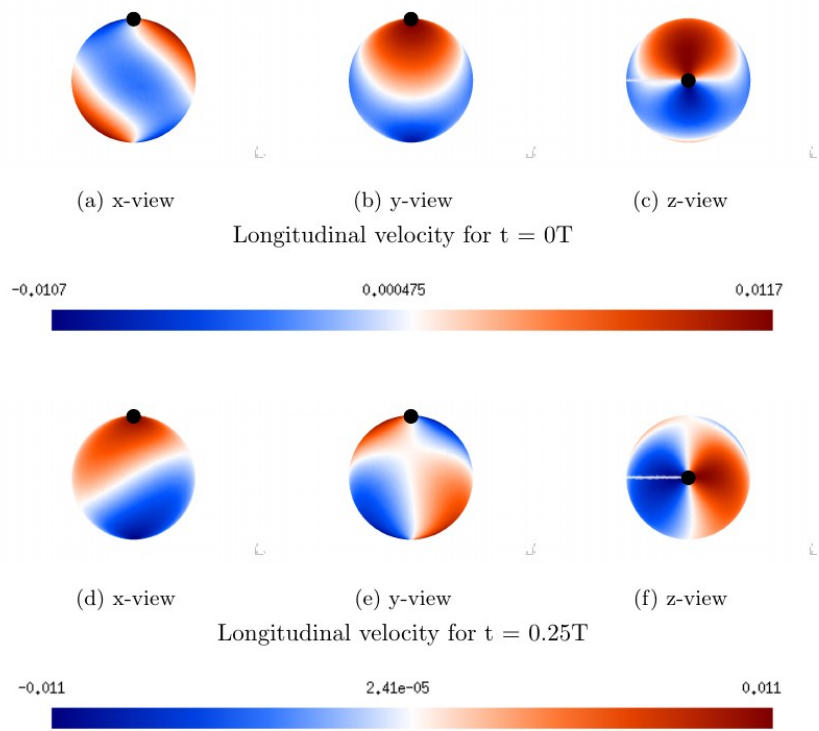 (a) x-view (b) y-view (c) z-view
Longitudinal velocity for t = 0T
-0.0107 0.000475 0.0117
(d) x-view (e) y-view (f) z-view
Longitudinal velocity for t = 0.25T
-0.011 2.41e-05 0.011